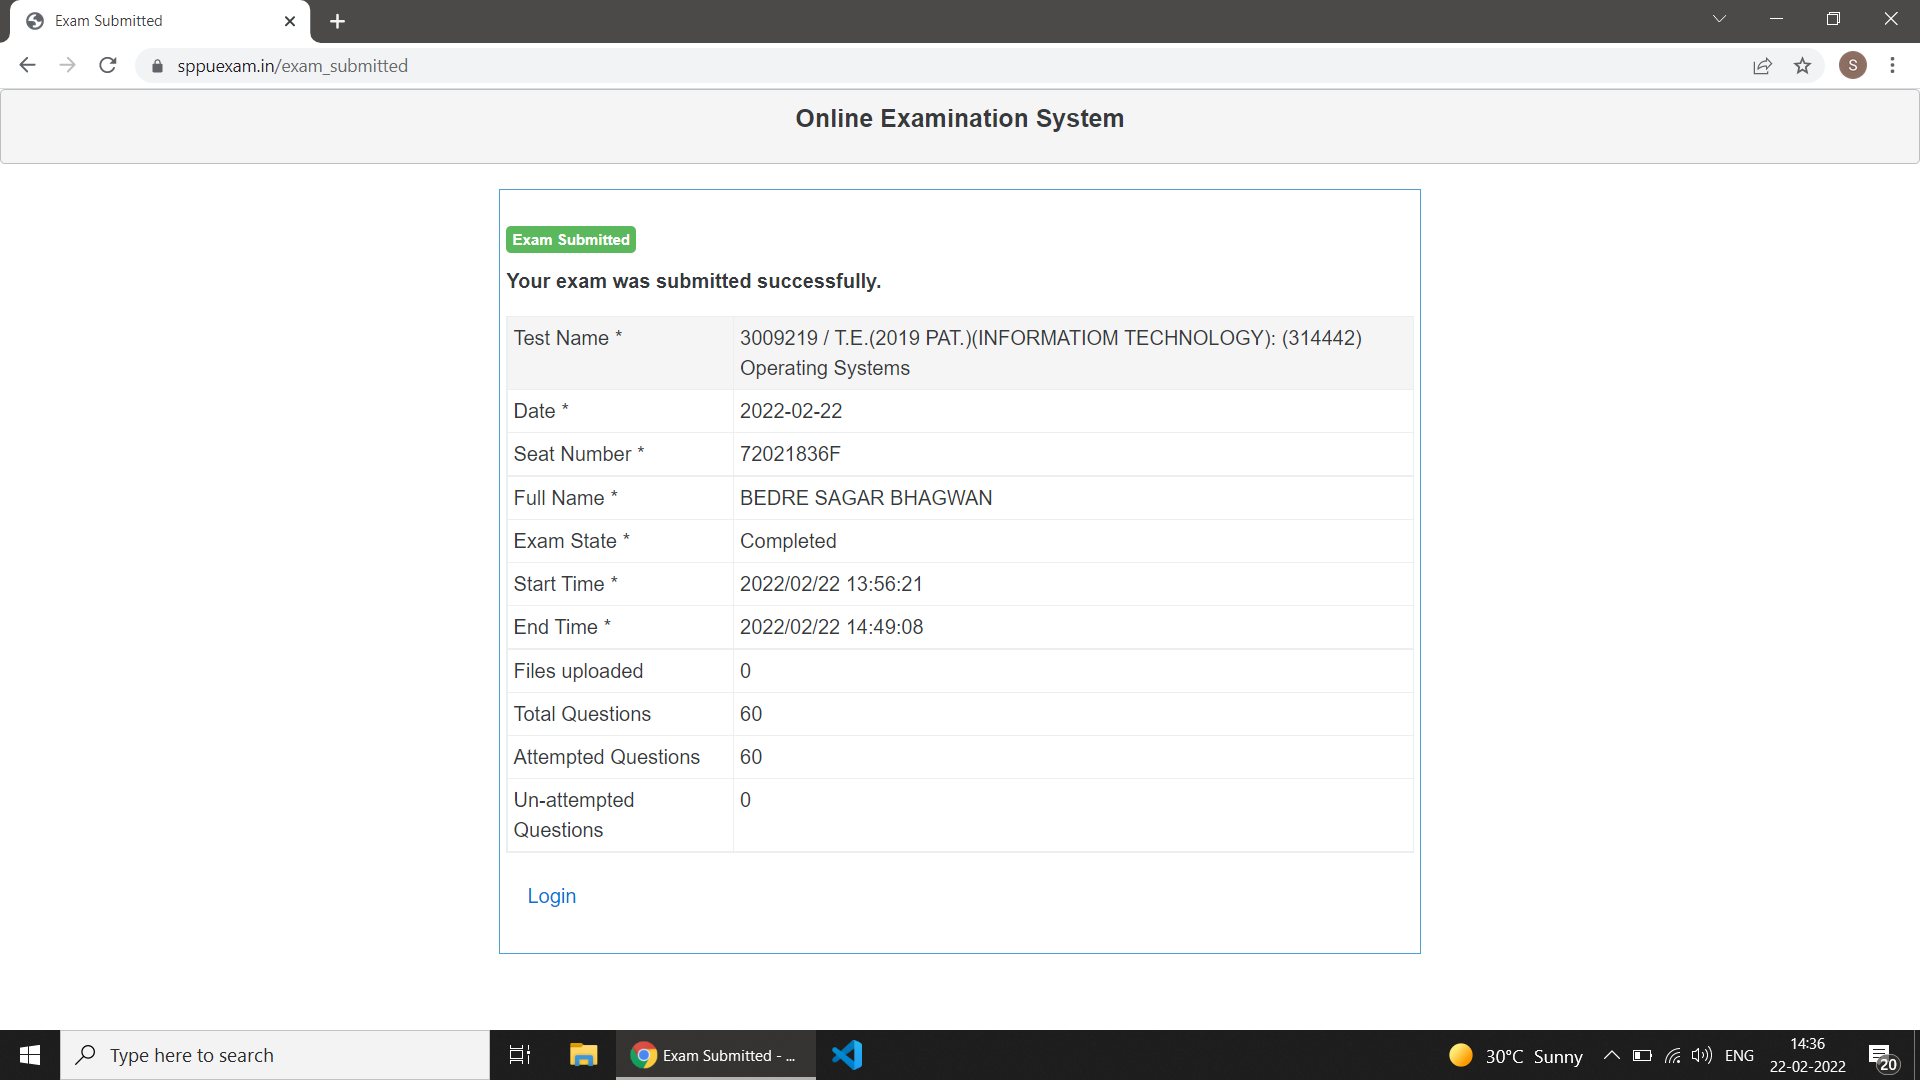 Exam Submitted
sppuexam.in/exam_submitted
S
Online Examination System
Exam Submitted
Your exam was submitted successfully.
Test Name * 3009219 / T.E.(2019 PAT.)(INFORMATIOM TECHNOLOGY): (314442)
Operating Systems
Date * 2022-02-22
Seat Number * 72021836F
Full Name * BEDRE SAGAR BHAGWAN
Exam State * Completed
Start Time * 2022/02/22 13:56:21
End Time * 2022/02/22 14:49:08
Files uploaded 0
Total Questions 60
Attempted Questions 60
Un-attempted 0
Questions
Login
Type here to search
Exam Submitted - ...
30°C Sunny
ENG
14:36
22-02-2022
20